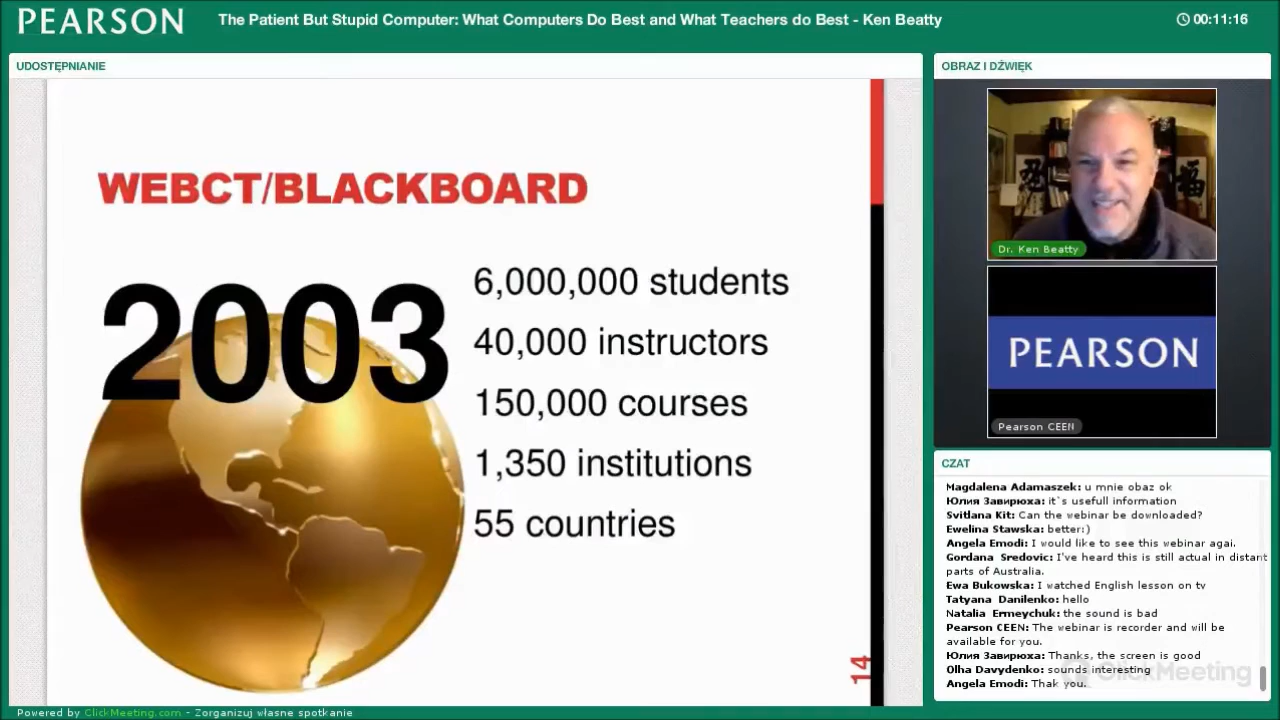 PEARSON
The Patient But Stupid Computer: What Computers Do Best and What Teachers do Best - Ken Beatty
00:11:16
UDOSTĘPNIANIE
WEBCT/BLACKBOARD
2003
6,000,000 students
40,000 instructors
150,000 courses
1,350 institutions
55 countries
14
OBRAZ I DŹWIĘK
福
Dr. Ken Beatty
PEARSON
Pearson CEEN
CZAT
Magdalena Adamaszek: u mnie obaz ok
Юлия Завирюха: it`s usefull information
Svitlana Kit: Can the webinar be downloaded?
Ewelina Stawska: better:)
Angela Emodi: I would like to see this webinar agai.
Gordana Sredovic: I've heard this is still actual in distant
parts of Australia.
Ewa Bukowska: I watched English lesson on tv
Tatyana Danilenko: hello
Natalia Ermeychuk: the sound is bad
Pearson CEEN: The webinar is recorder and will be
available for you.
Юлия Завирюха: Thanks, the screen is good
Olha Davydenko: sounds interesting
Angela Emodi: Thak you.
ClickMeeting
Powered by ClickMeeting.com - Zorganizuj własne spotkanie